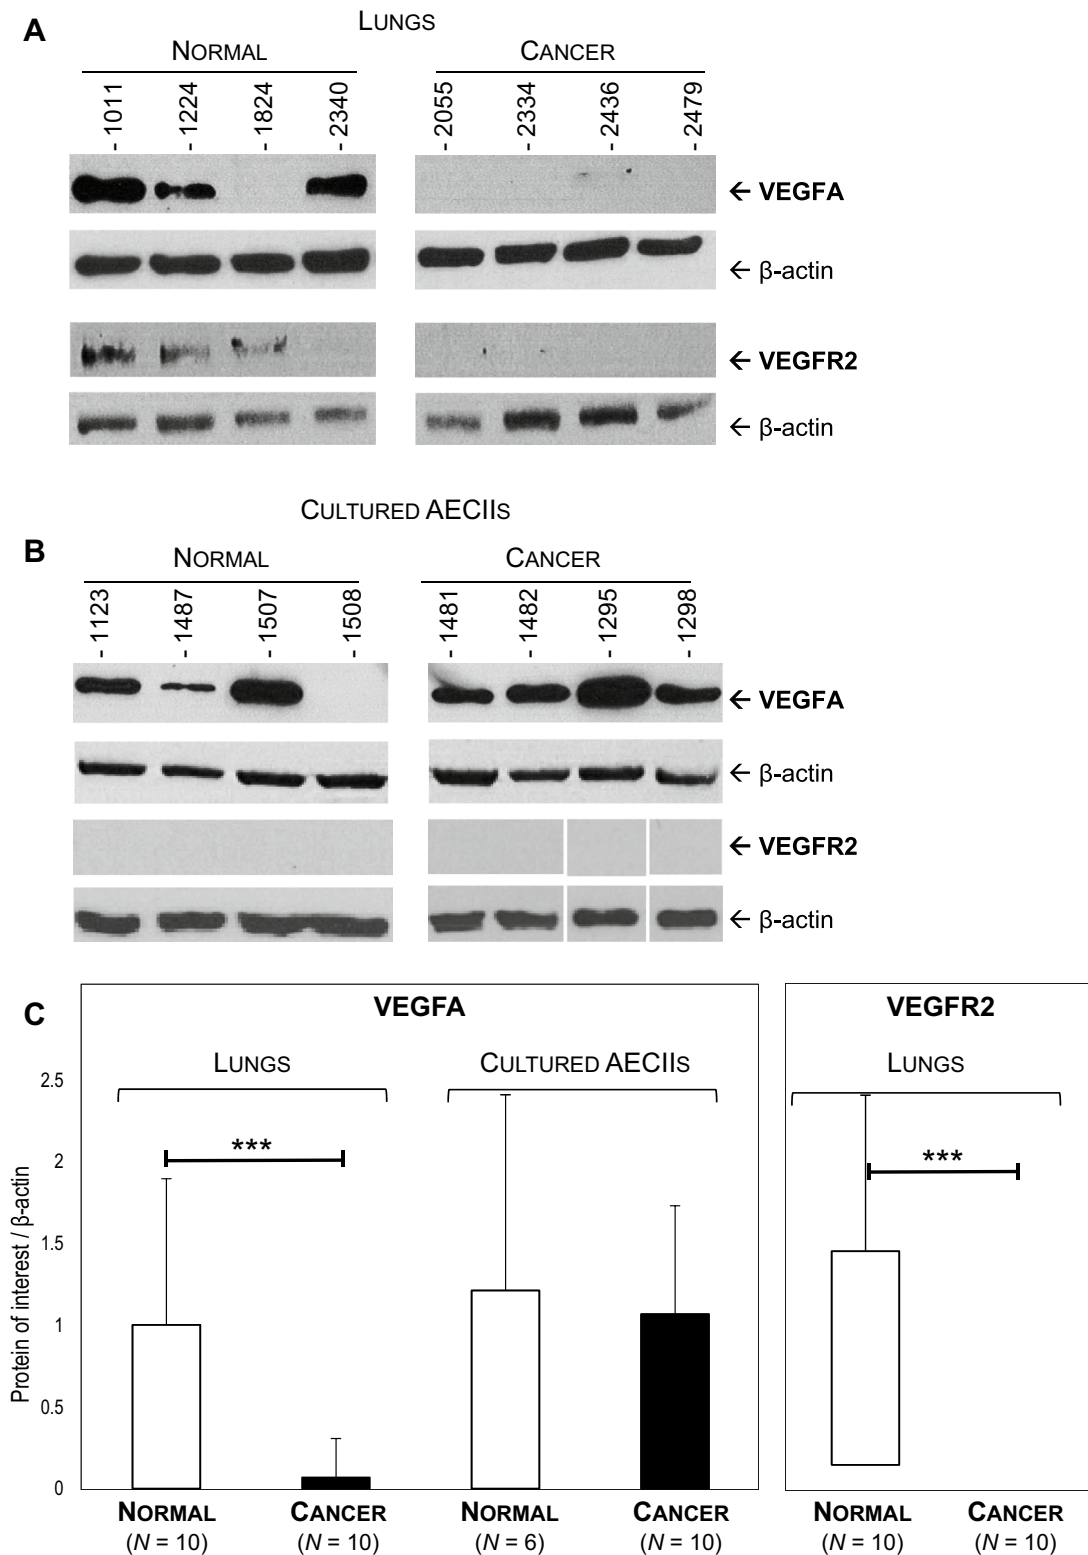 A
LUNGS
NORMAL
CANCER
1011
1224
1824
2340
2055
2334
2436
2479
← VEGFA
← β-actin
← VEGFR2
← β-actin
CULTURED AECIIS
B
NORMAL
CANCER
1123
1487
1507
1508
1481
1482
1295
1298
← VEGFA
← β-actin
← VEGFR2
← β-actin
C
VEGFA
VEGFR2
LUNGS
CULTURED AECIIS
LUNGS
Protein of interest / β-actin
2.5
2
1.5
1
0.5
0
***
***
NORMAL
(N = 10)
CANCER
(N = 10)
NORMAL
(N = 6)
CANCER
(N = 10)
NORMAL
(N = 10)
CANCER
(N = 10)